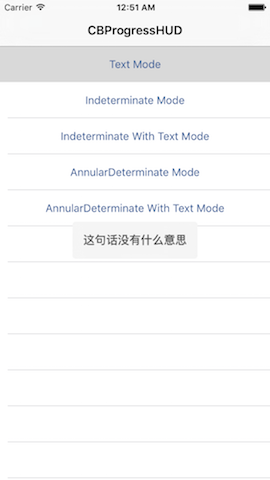 Carrier 12:51 AM
CBProgressHUD
Text Mode
Indeterminate Mode
Indeterminate With Text Mode
AnnularDeterminate Mode
AnnularDeterminate With Text Mode
这句话没有什么意思